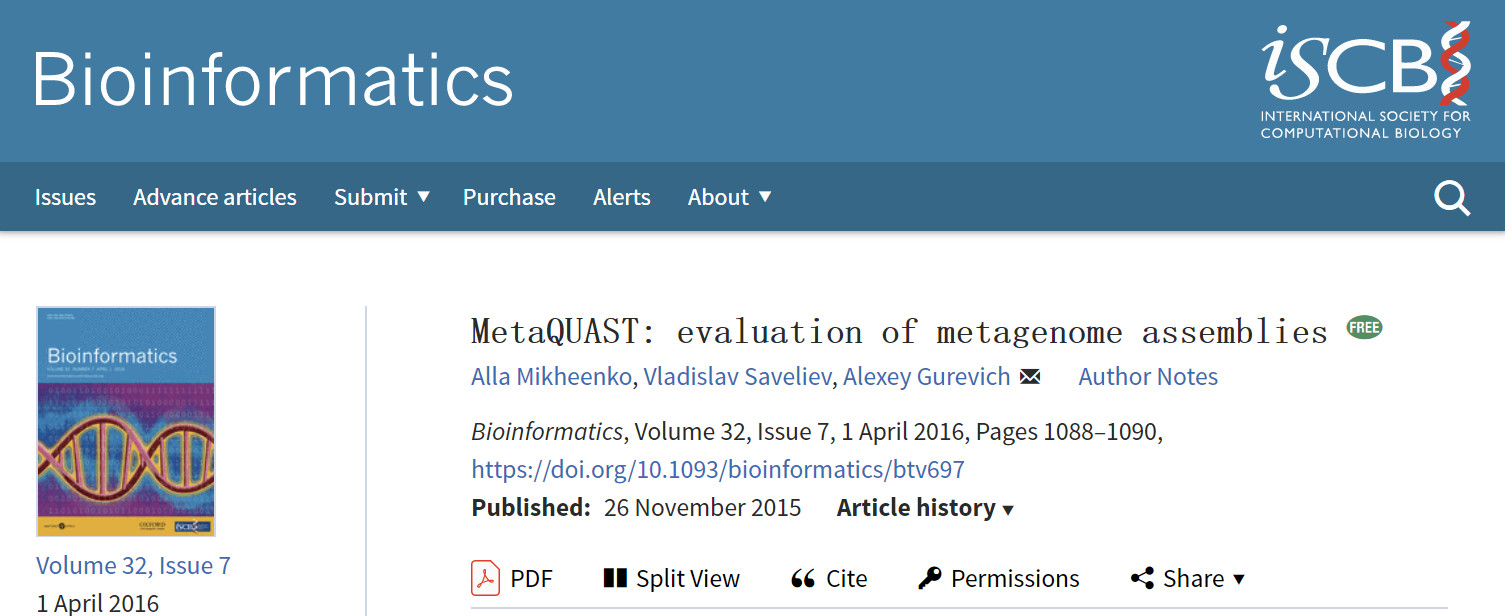 Bioinformatics
iSCB
INTERNATIONAL SOCIETY FOR
COMPUTATIONAL BIOLOGY
Issues Advance articles Submit ▼ Purchase Alerts About ▼
Bioinformatics
OXFORD
MetaQUAST: evaluation of metagenome assemblies FREE
Alla Mikheenko, Vladislav Saveliev, Alexey Gurevich Author Notes
Bioinformatics, Volume 32, Issue 7, 1 April 2016, Pages 1088–1090,
https://doi.org/10.1093/bioinformatics/btv697
Published: 26 November 2015 Article history ▼
PDF Split View Cite Permissions Share ▼
Volume 32, Issue 7
1 April 2016